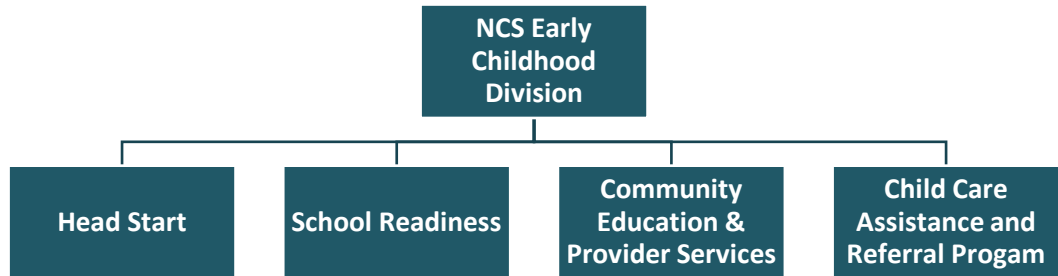 NCS Early
Childhood
Division
Head Start
School Readiness
Community
Education &
Provider Services
Child Care
Assistance and
Referral Progam